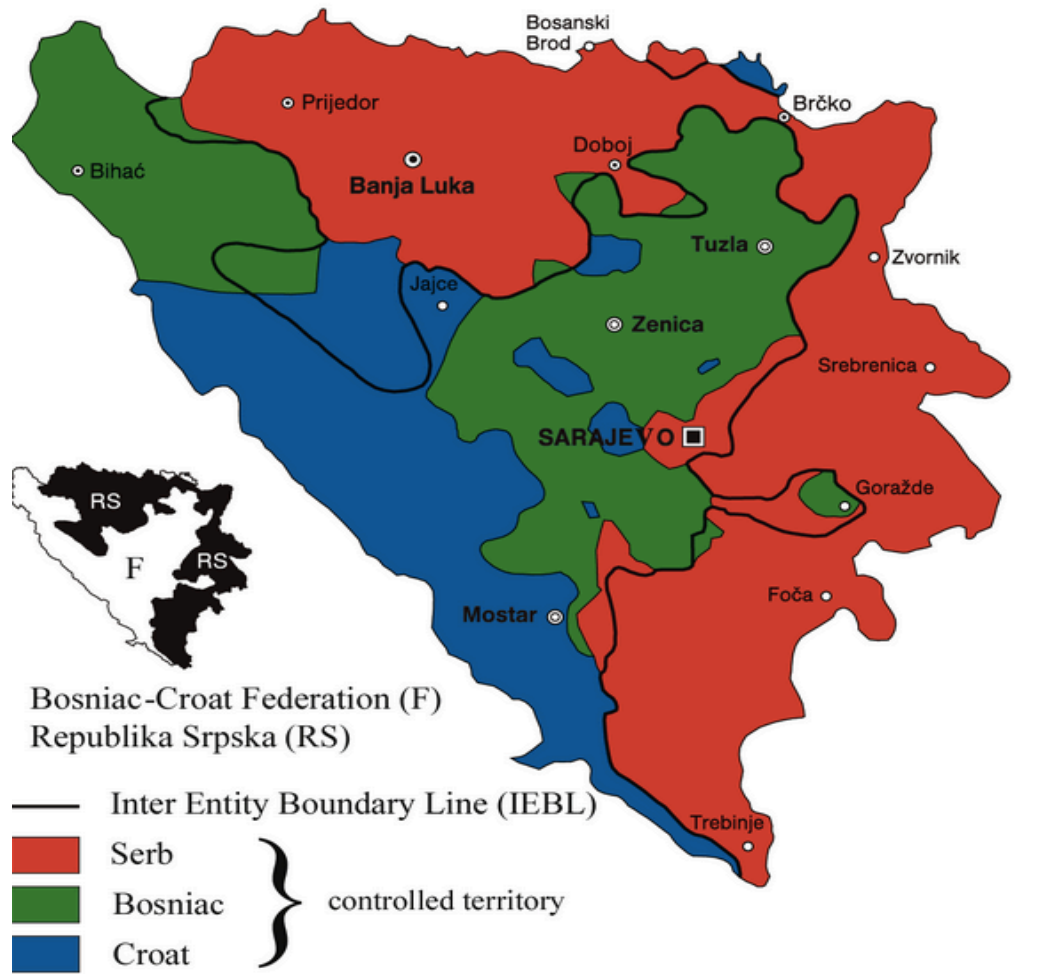 Bosanski
Brod
Prijedor
Brčko
Doboj
Bihać
Banja Luka
Tuzla
Zvornik
Jajce
Zenica
Srebrenica
SARAJEVO
Goražde
RS
RS
F
Foča
Mostar
Bosniac-Croat Federation (F)
Republika Srpska (RS)
Inter Entity Boundary Line (IEBL)
Trebinje
Serb
Bosniac
controlled territory
Croat